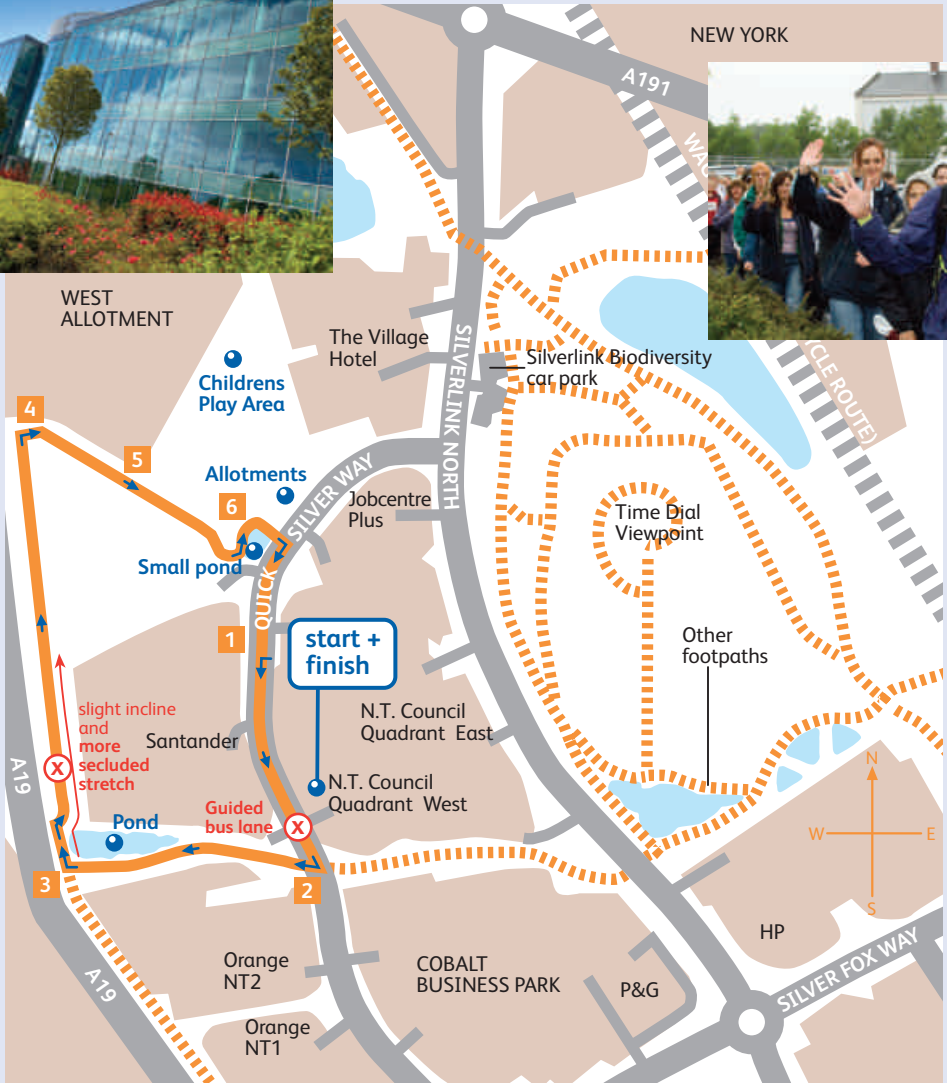 NEW YORK
A191
WEST
ALLOTMENT
The Village
Hotel
SILVERLINK NORTH
Silverlink Biodiversity
car park
CYCLE ROUTE)
Childrens
Play Area
4
5
Allotments
6
SILVER WAY
Jobcentre
Plus
Time Dial
Viewpoint
Small pond
QUICK
1
start +
finish
Other
footpaths
slight incline
and
more
secluded
stretch
Santander
N.T. Council
Quadrant East
A19
X
N.T. Council
Quadrant West
Guided
bus lane
X
Pond
N
W
E
S
3
2
A19
Orange
NT2
COBALT
BUSINESS PARK
HP
P&G
SILVER FOX WAY
Orange
NT1